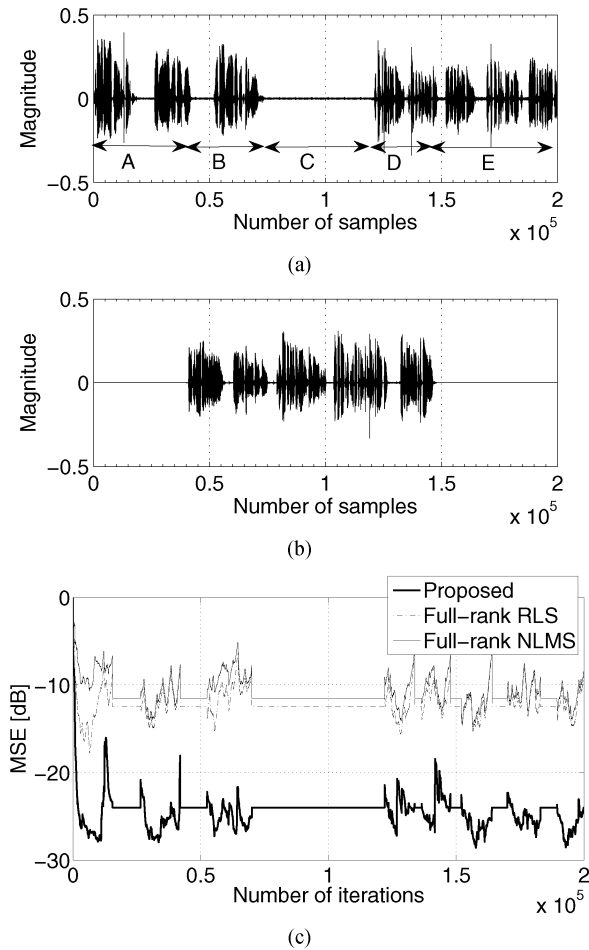 0.5
Magnitude
0
A
B
C
D
E
−0.5
0
0.5
1
1.5
2
Number of samples
x 10^5
(a)
0.5
Magnitude
0
−0.5
0
0.5
1
1.5
2
Number of samples
x 10^5
(b)
Proposed
Full−rank RLS
Full−rank NLMS
0
−10
MSE [dB]
−20
−30
0
0.5
1
1.5
2
Number of iterations
x 10^5
(c)